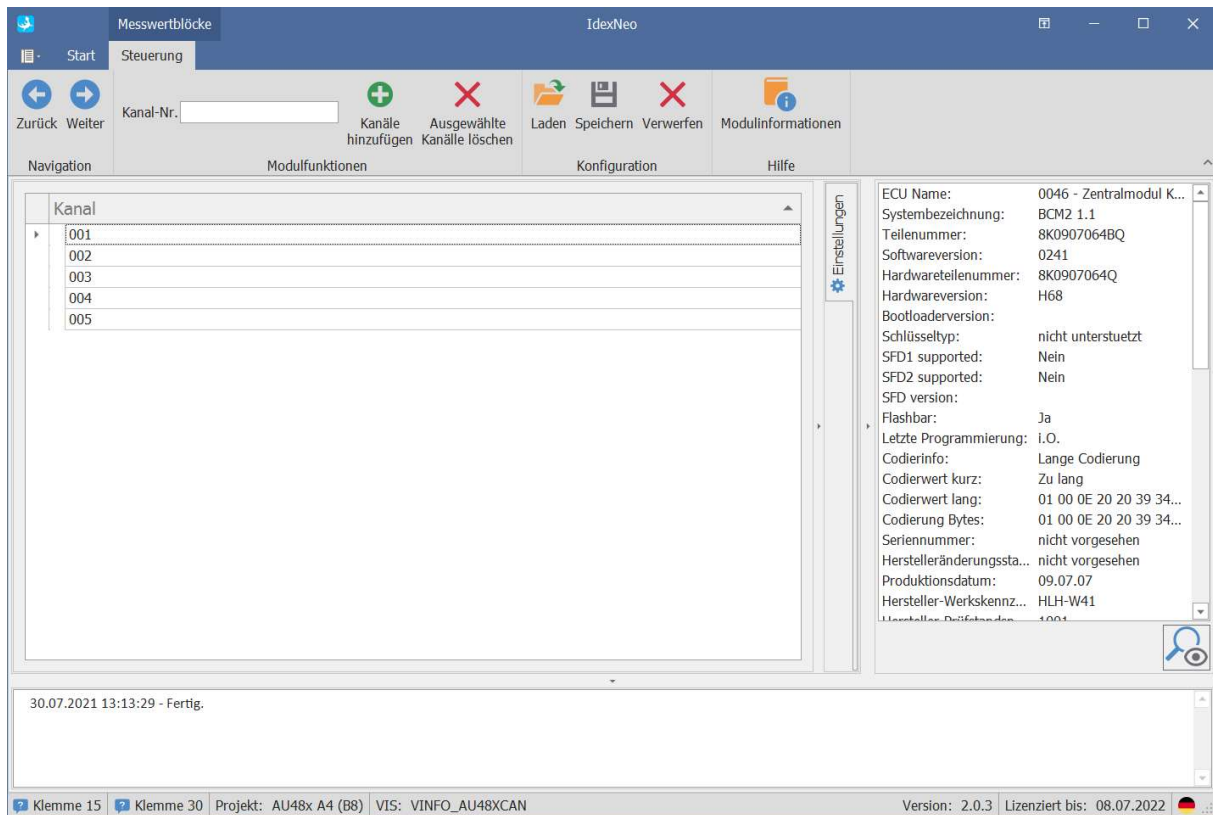 Messwertblöcke IdexNeo
Start Steuerung
Zurück Weiter
Navigation
Kanal-Nr.
Kanäle
hinzufügen
Ausgewählte
Kanälle löschen
Modulfunktionen
Laden Speichern Verwerfen
Konfiguration
Modulinformationen
Hilfe
Kanal
001
002
003
004
005
Einstellungen
ECU Name: 0046 - Zentralmodul K...
Systembezeichnung: BCM2 1.1
Teilenummer: 8K0907064BQ
Softwareversion: 0241
Hardwareteilenummer: 8K0907064Q
Hardwareversion: H68
Bootloaderversion:
Schlüsseltyp: nicht unterstuetzt
SFD1 supported: Nein
SFD2 supported: Nein
SFD version:
Flashbar: Ja
Letzte Programmierung: i.O.
Codierinfo: Lange Codierung
Codierwert kurz: Zu lang
Codierwert lang: 01 00 0E 20 20 39 34...
Codierung Bytes: 01 00 0E 20 20 39 34...
Seriennummer: nicht vorgesehen
Herstelleränderungssta... nicht vorgesehen
Produktionsdatum: 09.07.07
Hersteller-Werkskennz... HLH-W41
30.07.2021 13:13:29 - Fertig.
Klemme 15 Klemme 30 Projekt: AU48x A4 (B8) VIS: VINFO_AU48XCAN Version: 2.0.3 Lizenziert bis: 08.07.2022